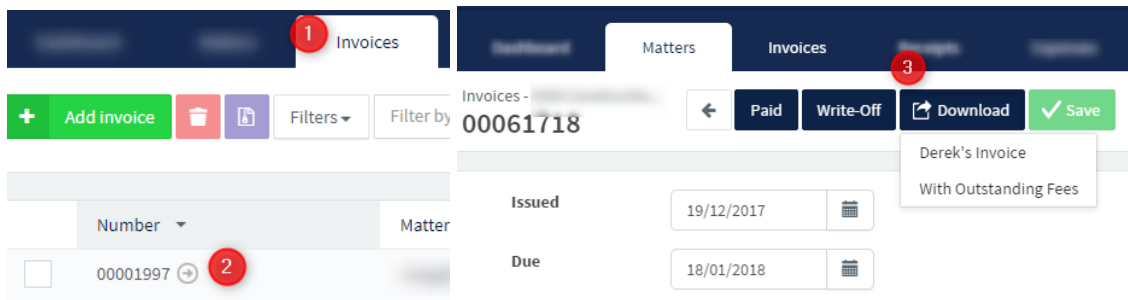 1
Invoices
+ Add invoice Filters Filter by
Number Matter
00001997 2
Matters Invoices
3
Invoices -
00061718
Paid Write-Off Download Save
Derek's Invoice
With Outstanding Fees
Issued 19/12/2017
Due 18/01/2018